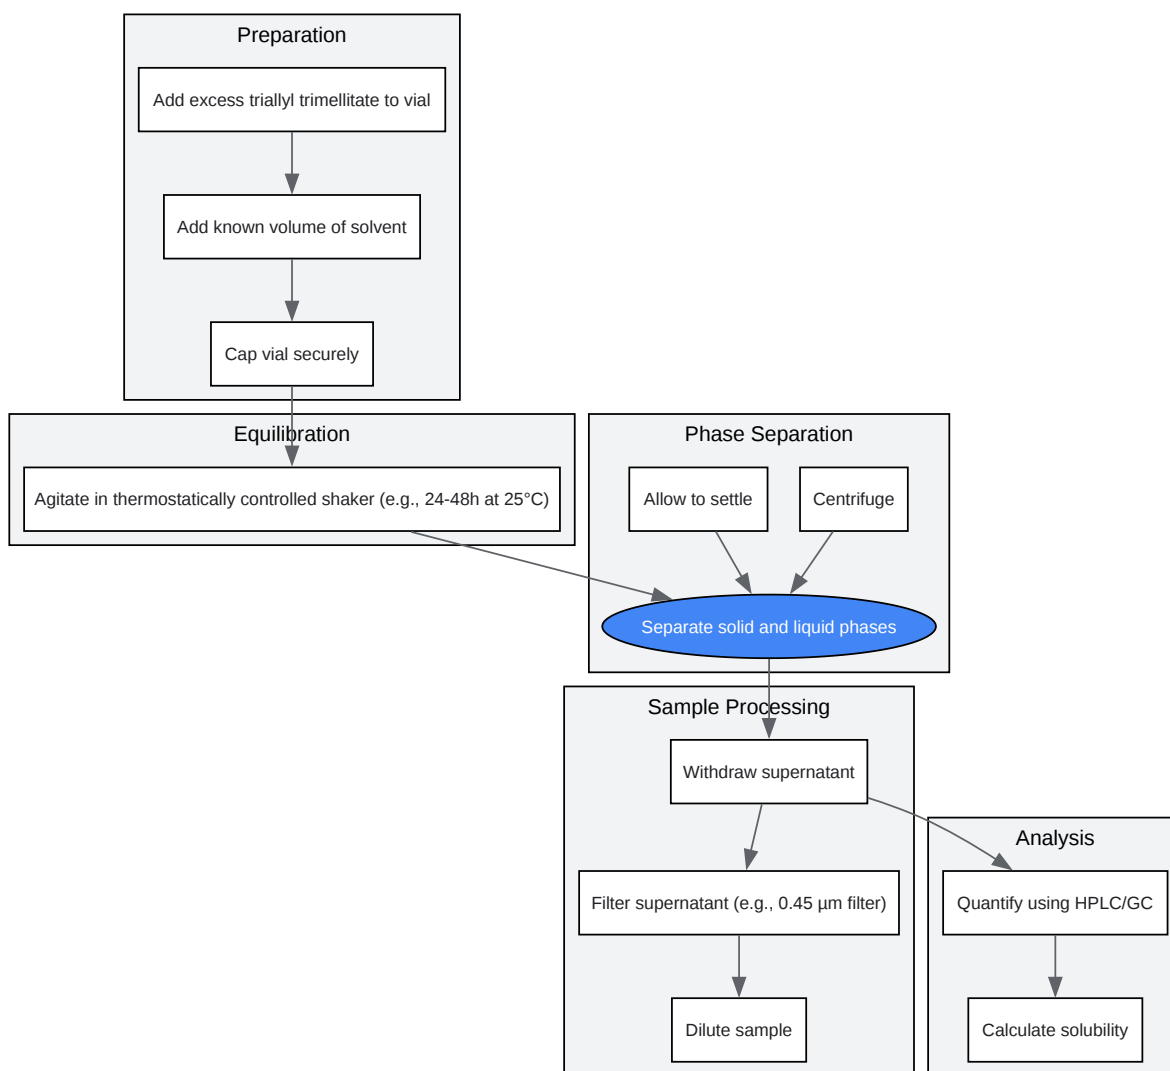 Preparation
Add excess triallyl trimellitate to vial
Add known volume of solvent
Cap vial securely
Equilibration
Agitate in thermostatically controlled shaker (e.g., 24-48h at 25°C)
Phase Separation
Allow to settle
Centrifuge
Separate solid and liquid phases
Sample Processing
Withdraw supernatant
Filter supernatant (e.g., 0.45 µm filter)
Dilute sample
Analysis
Quantify using HPLC/GC
Calculate solubility